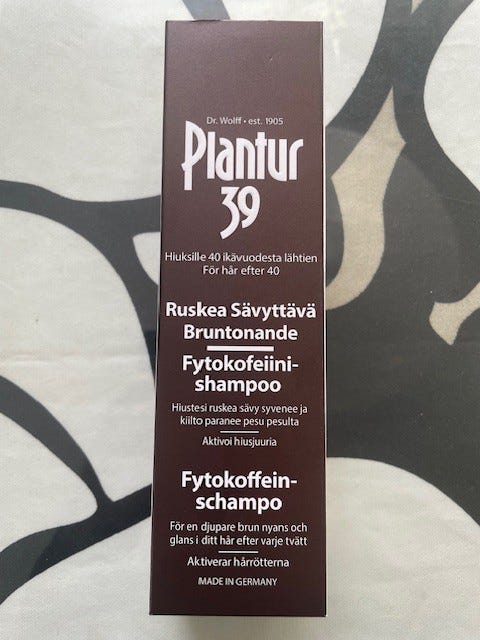 Dr. Wolff • est. 1905
Plantur
39
Hiuksille 40 ikävuodesta lähtien
För hår efter 40
Ruskea Sävyttävä
Bruntonande
Fytokofeiini-
shampoo
Hiustesi ruskea sävy syvenee ja
kiilto paranee pesu pesulta
Aktivoi hiusjuuria
Fytokoffein-
schampo
För en djupare brun nyans och
glans i ditt hår efter varje tvätt
Aktiverar hårrötterna
MADE IN GERMANY